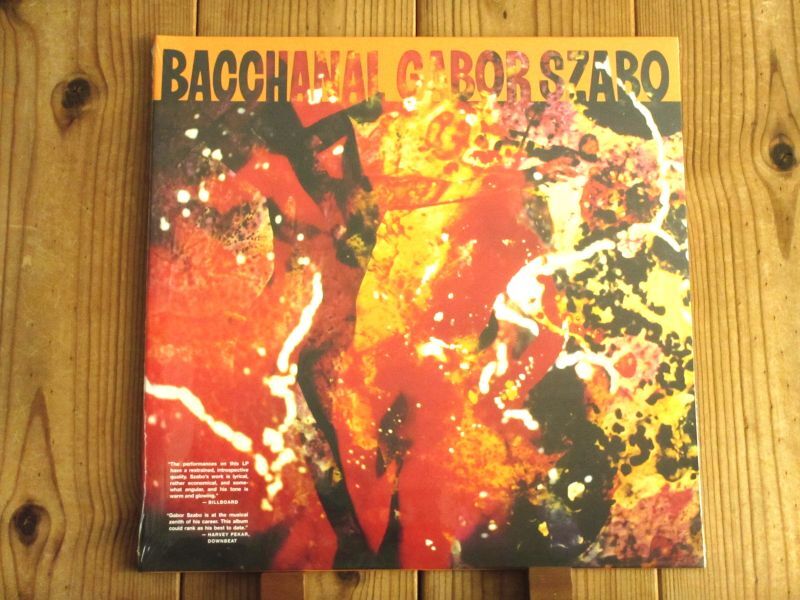 BACCHANAL GABOR SZABO
"The performances on this LP
have a restrained, introspective
quality. Szabo's work is lyrical,
rather economical, and some-
what angular, and his tone is
warm and glowing."
— BILLBOARD
"Gabor Szabo is at the musical
zenith of his career. This album
could rank as his best to date."
— HARVEY PEKAR,
DOWNBEAT